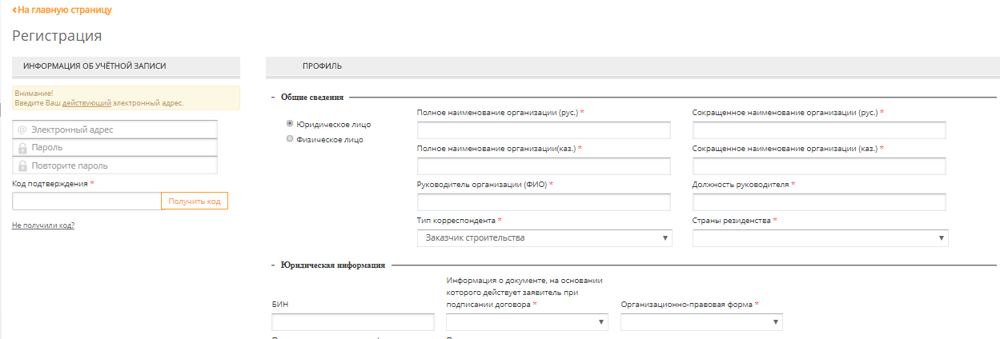 На главную страницу
Регистрация
ИНФОРМАЦИЯ ОБ УЧЁТНОЙ ЗАПИСИ
Внимание!
Введите Ваш действующий электронный адрес.
Электронный адрес
Пароль
Повторите пароль
Код подтверждения *
Получить код
Не получили код?
ПРОФИЛЬ
- Общие сведения
Юридическое лицо
Физическое лицо
Полное наименование организации (рус.) *
Сокращенное наименование организации (рус.) *
Полное наименование организации(каз.) *
Сокращенное наименование организации (каз.) *
Руководитель организации (ФИО) *
Должность руководителя *
Тип корреспондента *
Заказчик строительства
Страны резиденства *
- Юридическая информация
БИН
Информация о документе, на основании
которого действует заявитель при
подписании договора *
Организационно-правовая форма *